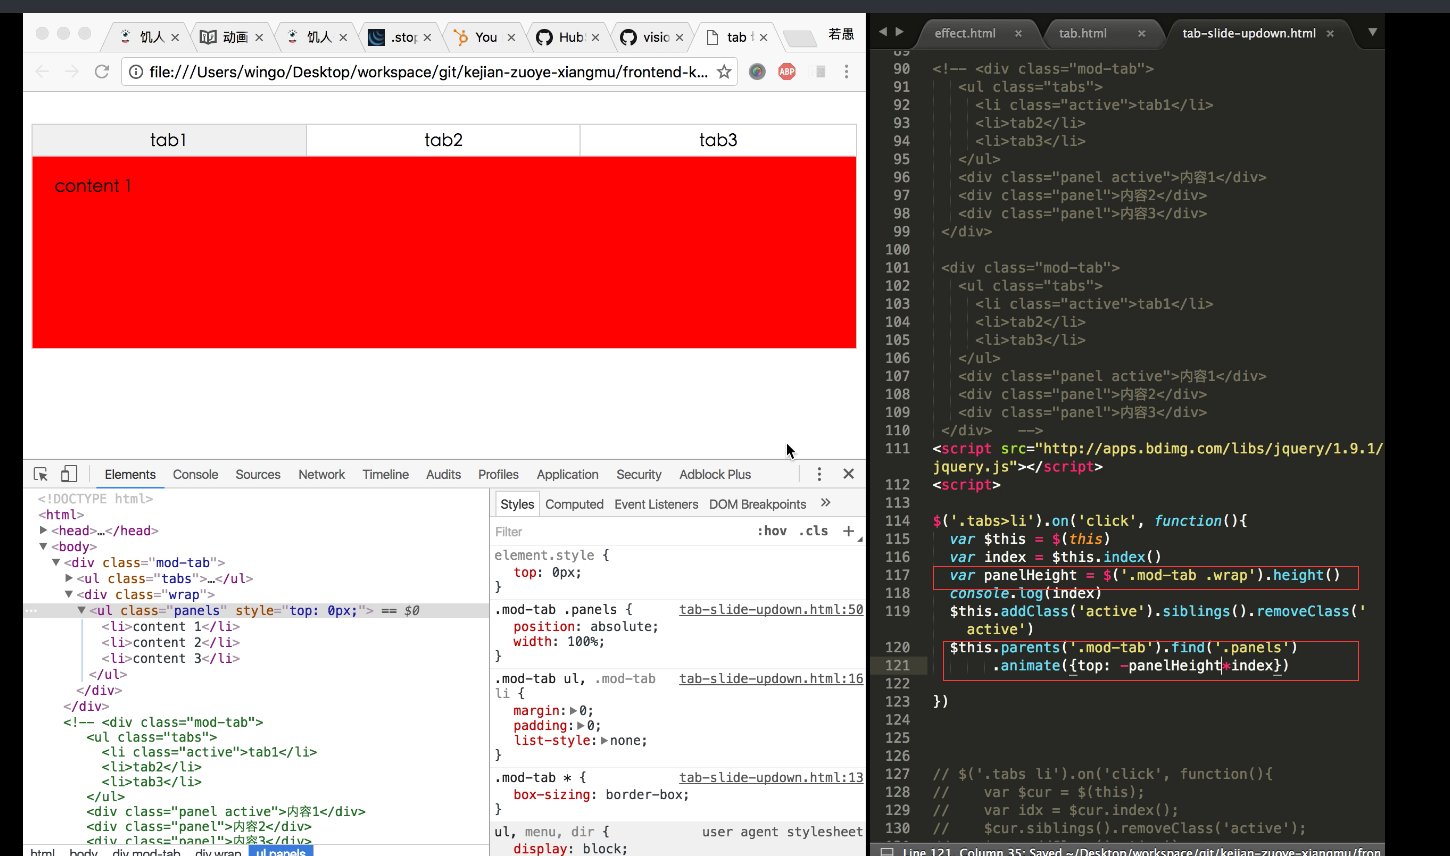 饥人
动画
饥人
.stop
You
Hub
visio
tab
若愚
file:///Users/wingo/Desktop/workspace/git/kejian-zuoye-xiangmu/frontend-k...
ABP
tab1 tab2 tab3
content 1
Elements Console Sources Network Timeline Audits Profiles Application Security Adblock Plus
<!DOCTYPE html>
<html>
<head>…</head>
<body>
<div class="mod-tab">
<ul class="tabs">…</ul>
<div class="wrap">
<ul class="panels" style="top: 0px;"> == $0
<li>content 1</li>
<li>content 2</li>
<li>content 3</li>
</ul>
</div>
</div>
<!-- <div class="mod-tab">
<ul class="tabs">
<li class="active">tab1</li>
<li>tab2</li>
<li>tab3</li>
</ul>
<div class="panel active">内容1</div>
<div class="panel">内容2</div>
<div class="panel">内容3</div>
html body div.mod-tab div.wrap ul.panels
Styles Computed Event Listeners DOM Breakpoints »
Filter :hov .cls +
element.style {
top: 0px;
}
.mod-tab .panels { tab-slide-updown.html:50
position: absolute;
width: 100%;
}
.mod-tab ul, .mod-tab tab-slide-updown.html:16
li {
margin:▶0;
padding:▶0;
list-style:▶none;
}
.mod-tab * { tab-slide-updown.html:13
box-sizing: border-box;
}
ul, menu, dir { user agent stylesheet
display: block;
effect.html tab.html tab-slide-updown.html
89
90 <!-- <div class="mod-tab">
91 <ul class="tabs">
92 <li class="active">tab1</li>
93 <li>tab2</li>
94 <li>tab3</li>
95 </ul>
96 <div class="panel active">内容1</div>
97 <div class="panel">内容2</div>
98 <div class="panel">内容3</div>
99 </div>
100
101 <div class="mod-tab">
102 <ul class="tabs">
103 <li class="active">tab1</li>
104 <li>tab2</li>
105 <li>tab3</li>
106 </ul>
107 <div class="panel active">内容1</div>
108 <div class="panel">内容2</div>
109 <div class="panel">内容3</div>
110 </div> -->
111 <script src="http://apps.bdimg.com/libs/jquery/1.9.1/
jquery.js"></script>
112 <script>
113
114 $('.tabs>li').on('click', function(){
115 var $this = $(this)
116 var index = $this.index()
117 var panelHeight = $('.mod-tab .wrap').height()
118 console.log(index)
119 $this.addClass('active').siblings().removeClass('
active')
120 $this.parents('.mod-tab').find('.panels')
121 .animate({top: -panelHeight*index})
122
123 })
124
125
126
127 // $('.tabs li').on('click', function(){
128 // var $cur = $(this);
129 // var idx = $cur.index();
130 // $cur.siblings().removeClass('active');
Line 121, Column 35; Saved ~/Desktop/workspace/git/kejian-zuoye-xiangmu/fron